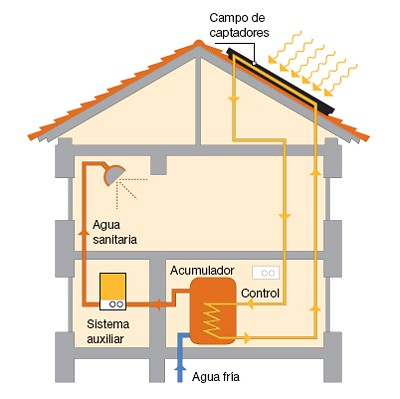 Campo de
captadores
Agua
sanitaria
Acumulador
Control
Sistema
auxiliar
Agua fría